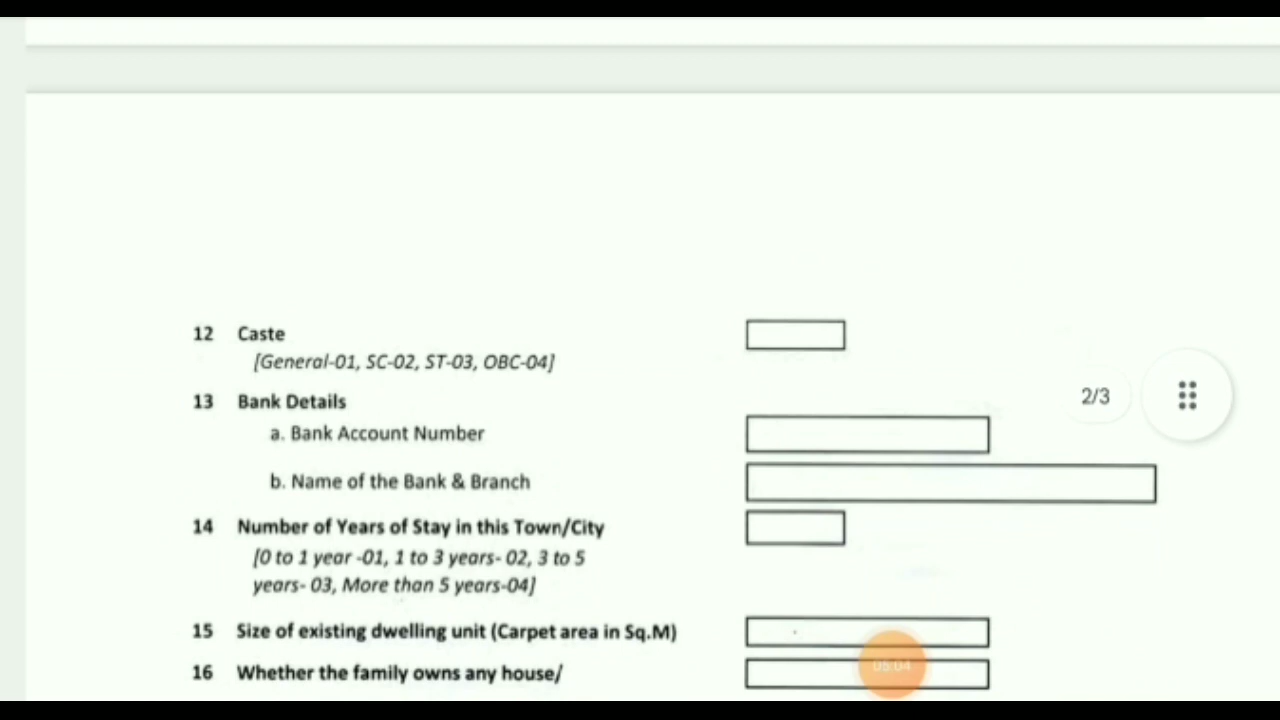 12 Caste
[General-01, SC-02, ST-03, OBC-04]
13 Bank Details
2/3
a. Bank Account Number
b. Name of the Bank & Branch
14 Number of Years of Stay in this Town/City
[0 to 1 year -01, 1 to 3 years- 02, 3 to 5
years- 03, More than 5 years-04]
15 Size of existing dwelling unit (Carpet area in Sq.M)
16 Whether the family owns any house/
05:04